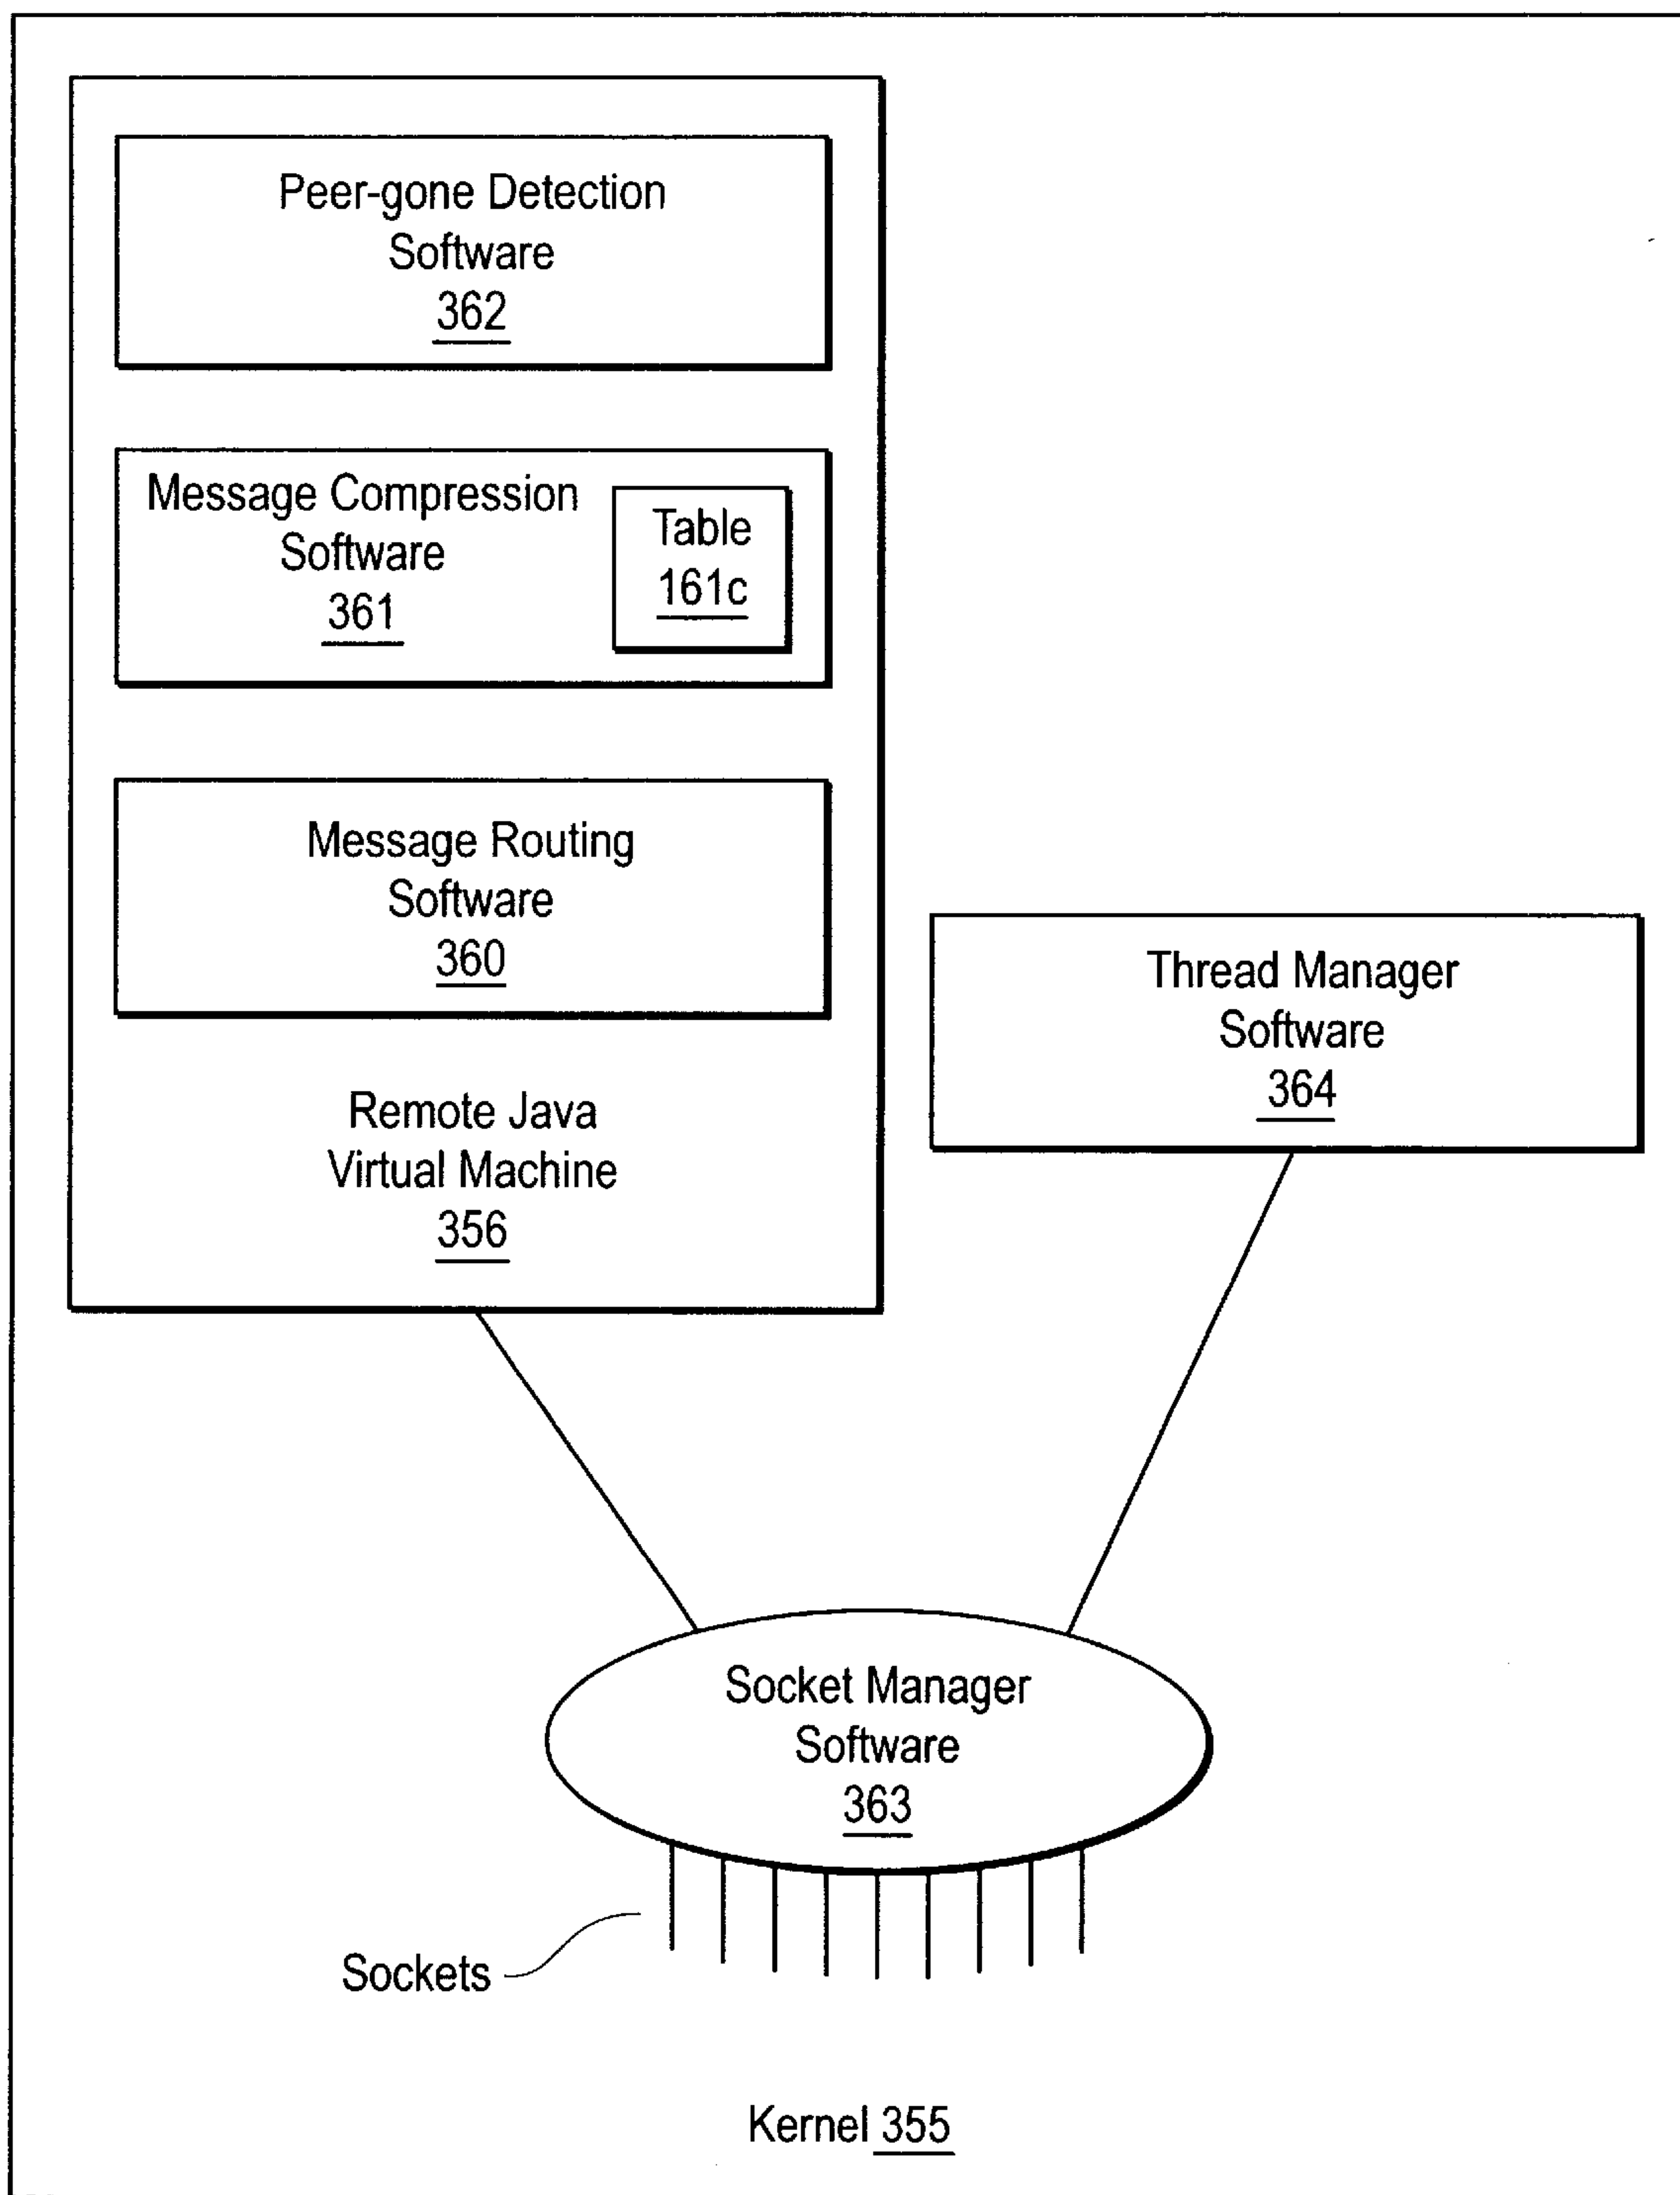 Peer-gone Detection
Software
362
Message Compression
Software
361
Table
161c
Message Routing
Software
360
Remote Java
Virtual Machine
356
Thread Manager
Software
364
Socket Manager
Software
363
Sockets
Kernel 355